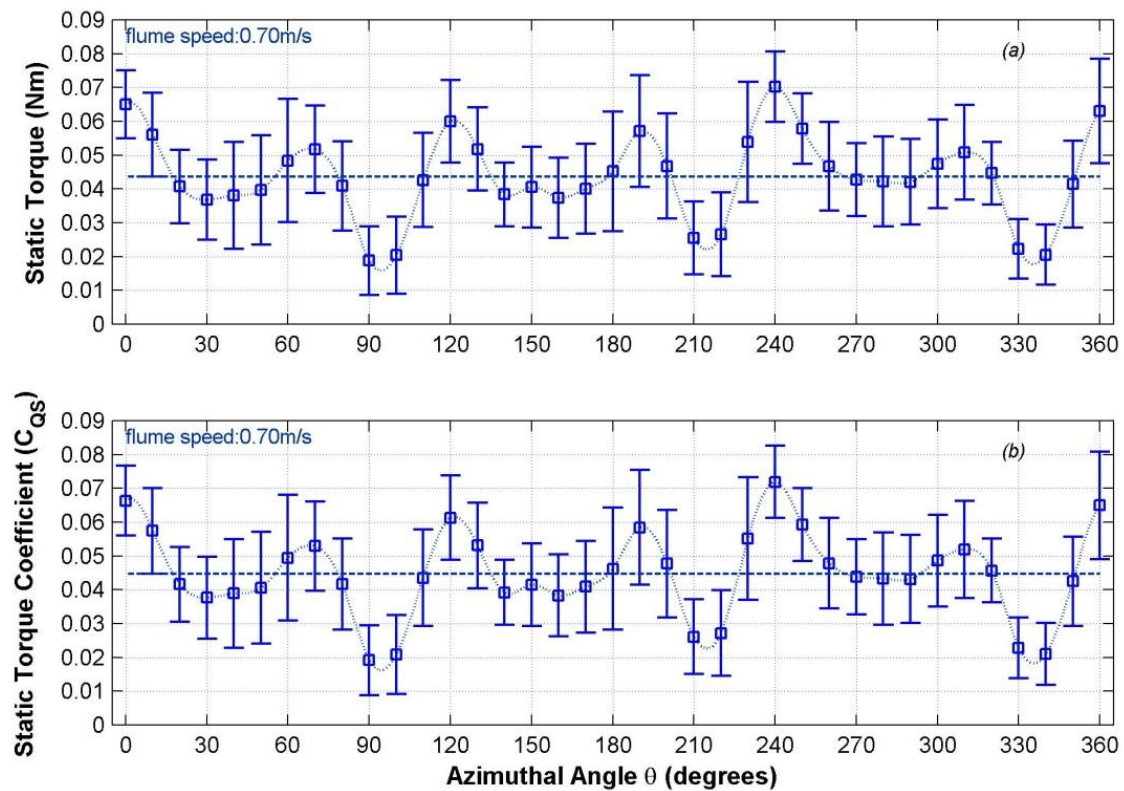 flume speed:0.70m/s
(a)
Static Torque (Nm)
0.09
0.08
0.07
0.06
0.05
0.04
0.03
0.02
0.01
0
0 30 60 90 120 150 180 210 240 270 300 330 360
flume speed:0.70m/s
(b)
Static Torque Coefficient (C_QS)
0.09
0.08
0.07
0.06
0.05
0.04
0.03
0.02
0.01
0
0 30 60 90 120 150 180 210 240 270 300 330 360
Azimuthal Angle θ (degrees)